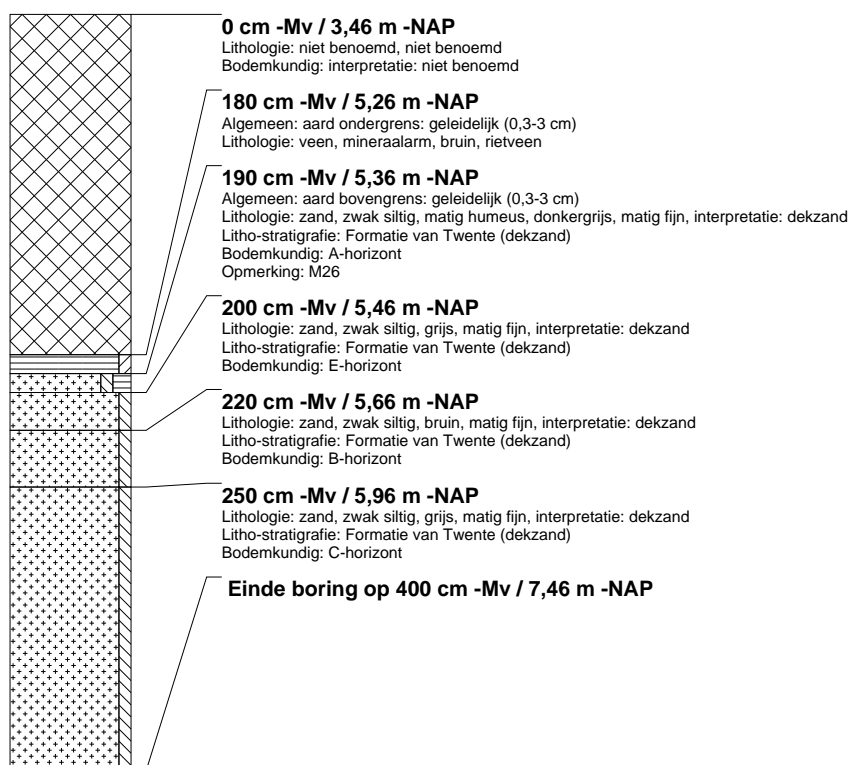 0 cm -Mv / 3,46 m -NAP
Lithologie: niet benoemd, niet benoemd
Bodemkundig: interpretatie: niet benoemd
180 cm -Mv / 5,26 m -NAP
Algemeen: aard ondergrens: geleidelijk (0,3-3 cm)
Lithologie: veen, mineraalarm, bruin, rietveen
190 cm -Mv / 5,36 m -NAP
Algemeen: aard bovengrens: geleidelijk (0,3-3 cm)
Lithologie: zand, zwak siltig, matig humeus, donkergrijs, matig fijn, interpretatie: dekzand
Litho-stratigrafie: Formatie van Twente (dekzand)
Bodemkundig: A-horizont
Opmerking: M26
200 cm -Mv / 5,46 m -NAP
Lithologie: zand, zwak siltig, grijs, matig fijn, interpretatie: dekzand
Litho-stratigrafie: Formatie van Twente (dekzand)
Bodemkundig: E-horizont
220 cm -Mv / 5,66 m -NAP
Lithologie: zand, zwak siltig, bruin, matig fijn, interpretatie: dekzand
Litho-stratigrafie: Formatie van Twente (dekzand)
Bodemkundig: B-horizont
250 cm -Mv / 5,96 m -NAP
Lithologie: zand, zwak siltig, grijs, matig fijn, interpretatie: dekzand
Litho-stratigrafie: Formatie van Twente (dekzand)
Bodemkundig: C-horizont
Einde boring op 400 cm -Mv / 7,46 m -NAP